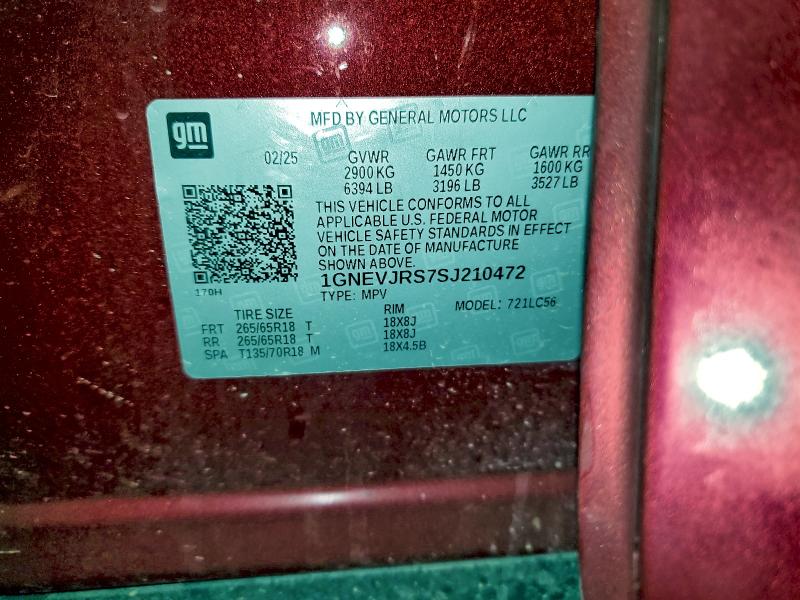 gm
MFD BY GENERAL MOTORS LLC
02/25 GVWR GAWR FRT GAWR RR
2900 KG 1450 KG 1600 KG
6394 LB 3196 LB 3527 LB
THIS VEHICLE CONFORMS TO ALL
APPLICABLE U.S. FEDERAL MOTOR
VEHICLE SAFETY STANDARDS IN EFFECT
ON THE DATE OF MANUFACTURE
SHOWN ABOVE.
1GNEVJRS7SJ210472
170H
TYPE: MPV
MODEL: 721LC56
TIRE SIZE RIM
FRT 265/65R18 T 18X8J
RR 265/65R18 T 18X8J
SPA T135/70R18 M 18X4.5B